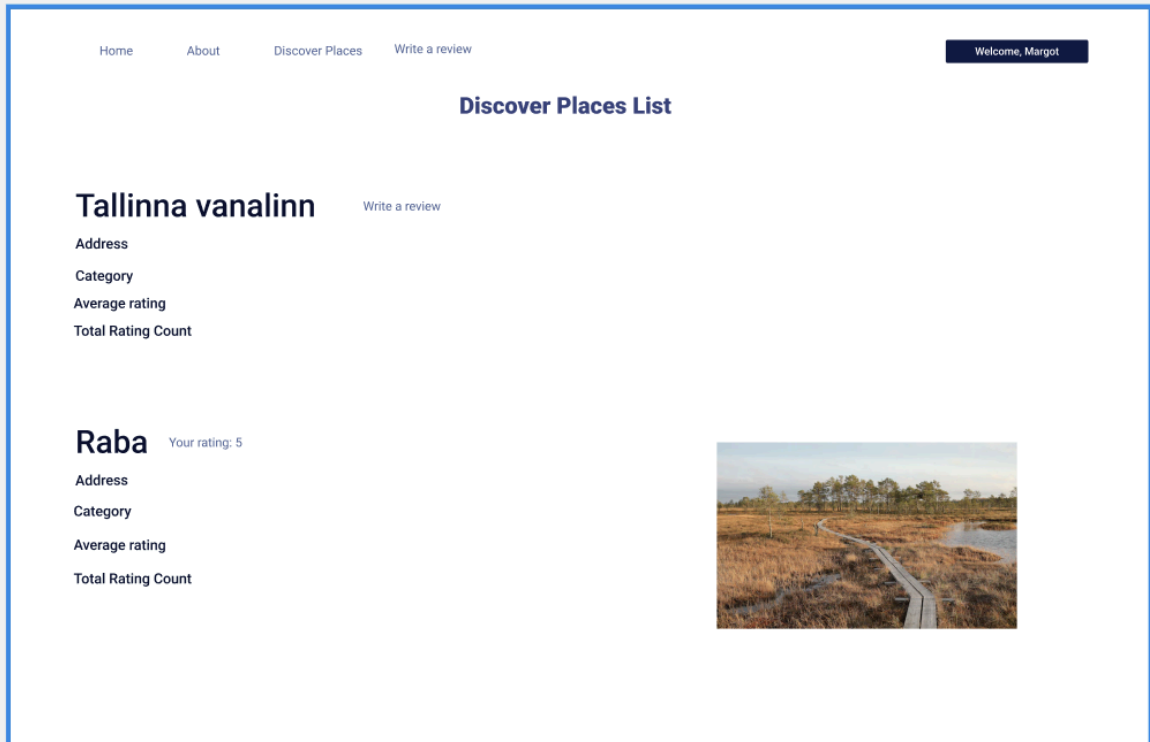 Home About Discover Places Write a review Welcome, Margot
Discover Places List
Tallinna vanalinn Write a review
Address
Category
Average rating
Total Rating Count
Raba Your rating: 5
Address
Category
Average rating
Total Rating Count